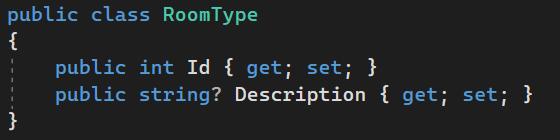 public class RoomType
{
    public int Id { get; set; }
    public string? Description { get; set; }
}